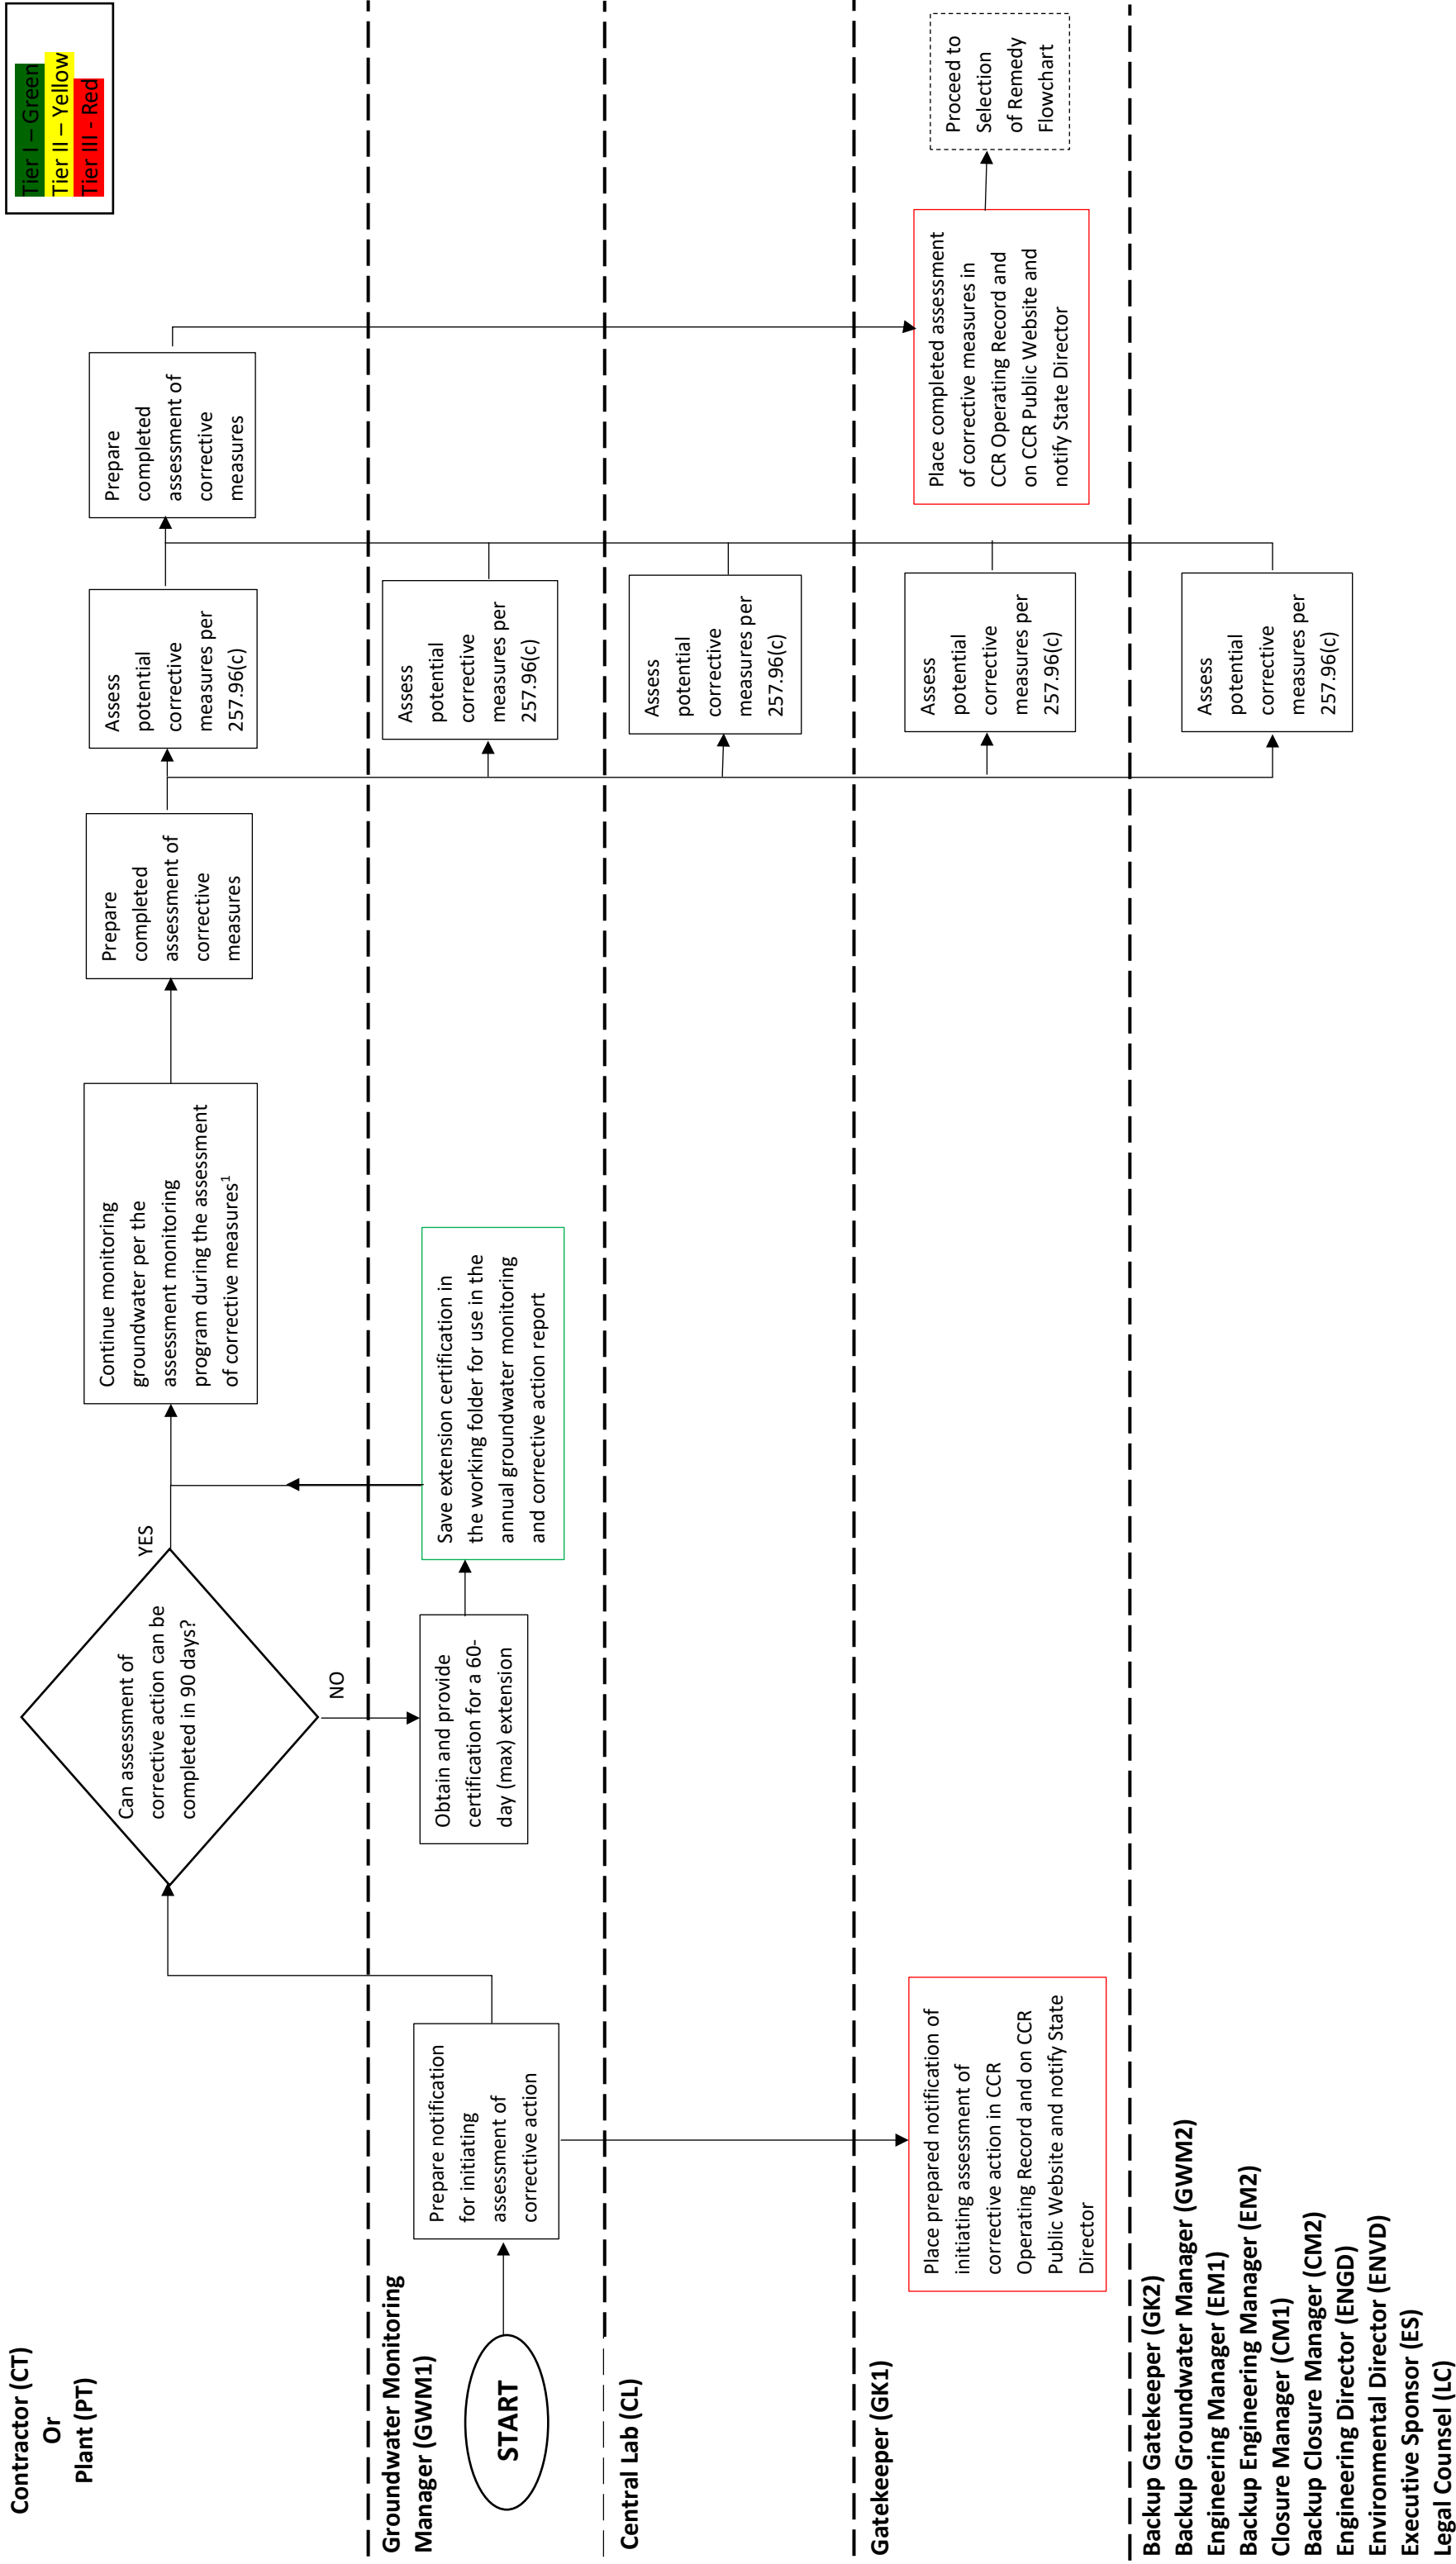 Contractor (CT)
Or
Plant (PT)
Tier I – Green
Tier II – Yellow
Tier III - Red
Can assessment of
corrective action can be
completed in 90 days?
YES
NO
Continue monitoring
groundwater per the
assessment monitoring
program during the assessment
of corrective measures¹
Prepare
completed
assessment of
corrective
measures
Assess
potential
corrective
measures per
257.96(c)
Prepare
completed
assessment of
corrective
measures
Groundwater Monitoring
Manager (GWM1)
START
Prepare notification
for initiating
assessment of
corrective action
Obtain and provide
certification for a 60-
day (max) extension
Save extension certification in
the working folder for use in the
annual groundwater monitoring
and corrective action report
Assess
potential
corrective
measures per
257.96(c)
Central Lab (CL)
Assess
potential
corrective
measures per
257.96(c)
Gatekeeper (GK1)
Place prepared notification of
initiating assessment of
corrective action in CCR
Operating Record and on CCR
Public Website and notify State
Director
Assess
potential
corrective
measures per
257.96(c)
Place completed assessment
of corrective measures in
CCR Operating Record and
on CCR Public Website and
notify State Director
Proceed to
Selection
of Remedy
Flowchart
Backup Gatekeeper (GK2)
Backup Groundwater Manager (GWM2)
Engineering Manager (EM1)
Backup Engineering Manager (EM2)
Closure Manager (CM1)
Backup Closure Manager (CM2)
Engineering Director (ENGD)
Environmental Director (ENVD)
Executive Sponsor (ES)
Legal Counsel (LC)
Assess
potential
corrective
measures per
257.96(c)